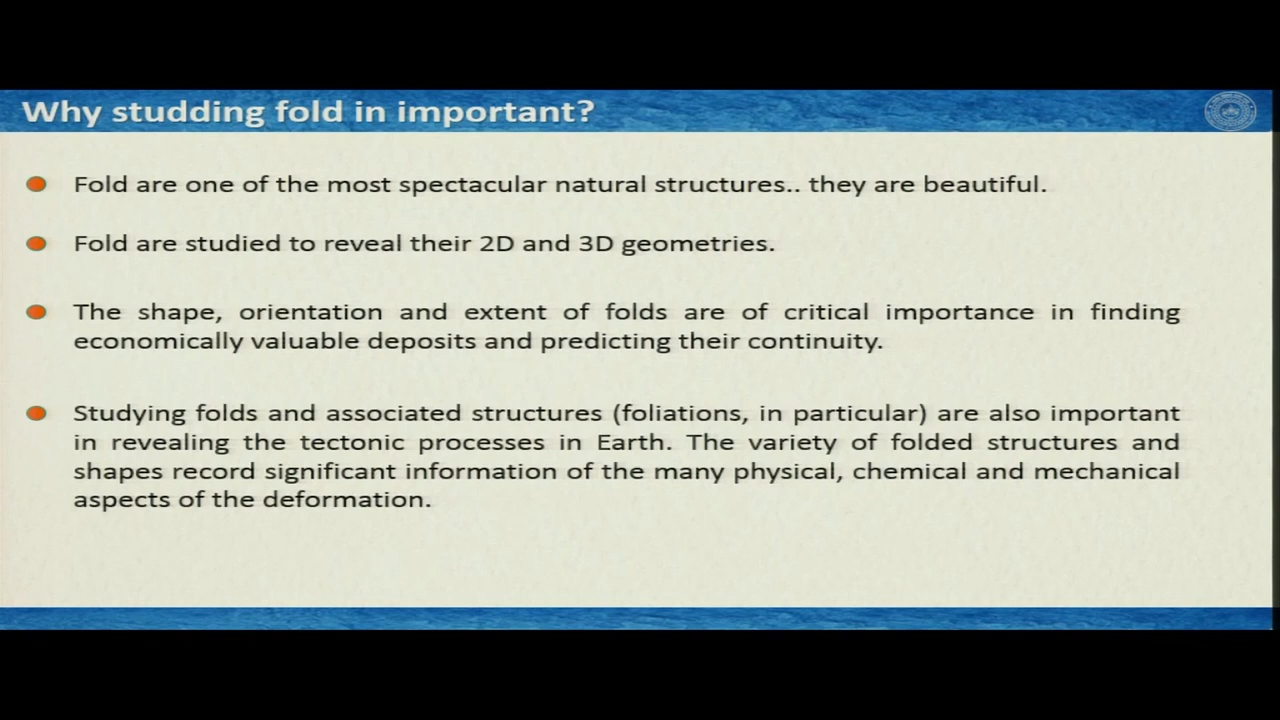 Why studding fold in important?
Fold are one of the most spectacular natural structures.. they are beautiful.
Fold are studied to reveal their 2D and 3D geometries.
The shape, orientation and extent of folds are of critical importance in finding
economically valuable deposits and predicting their continuity.
Studying folds and associated structures (foliations, in particular) are also important
in revealing the tectonic processes in Earth. The variety of folded structures and
shapes record significant information of the many physical, chemical and mechanical
aspects of the deformation.